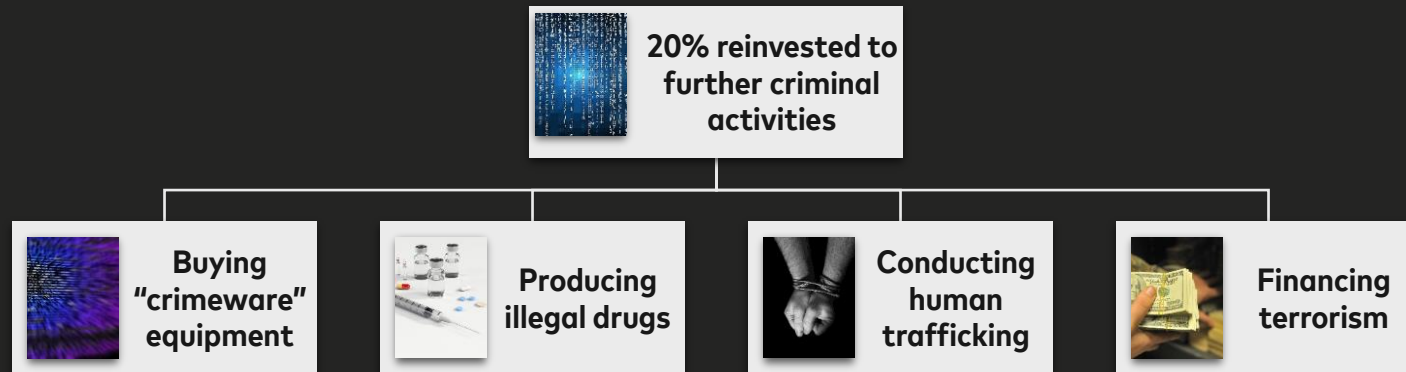 20% reinvested to
further criminal
activities
Buying
“crimeware”
equipment
Producing
illegal drugs
Conducting
human
trafficking
Financing
terrorism